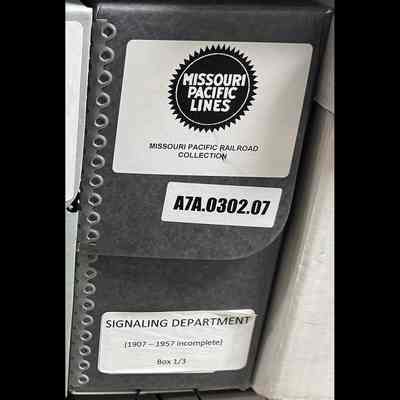 MISSOURI
PACIFIC
LINES
MISSOURI PACIFIC RAILROAD
COLLECTION
A7A.0302.07
SIGNALING DEPARTMENT
(1907 – 1957 incomplete)
Box 1/3